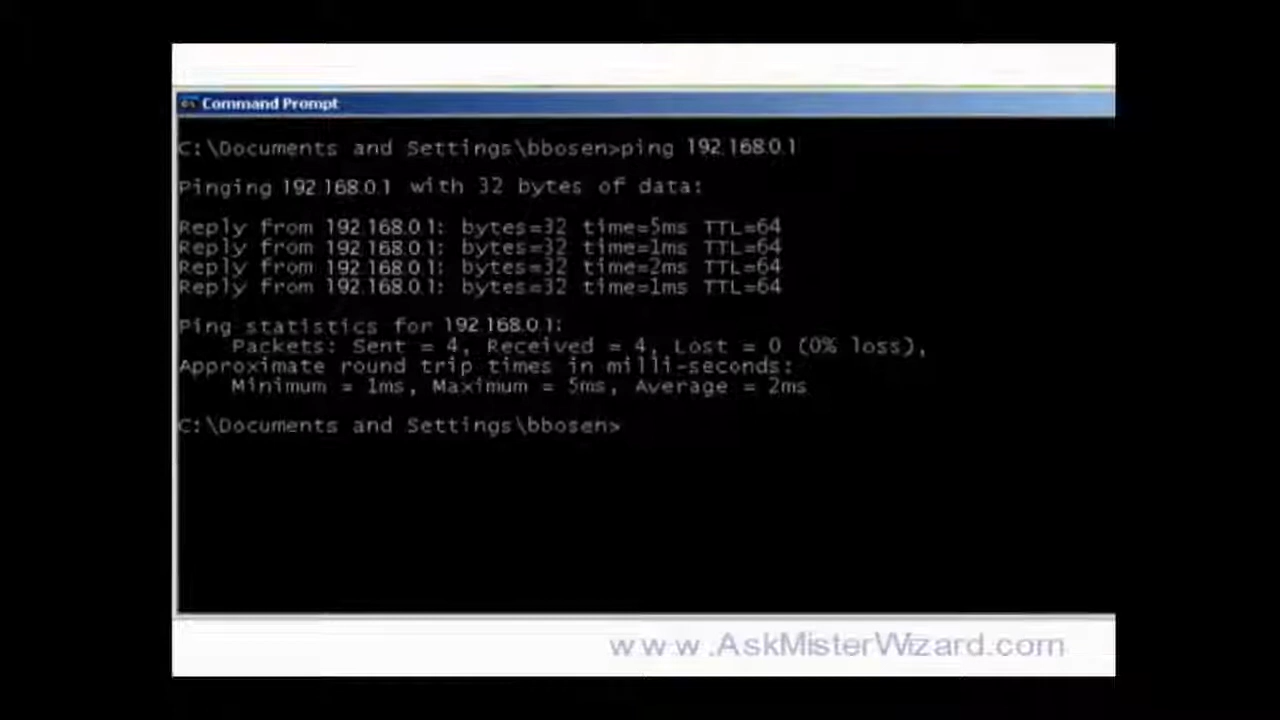 Command Prompt
C:\Documents and Settings\bbosen>ping 192.168.0.1
Pinging 192.168.0.1 with 32 bytes of data:
Reply from 192.168.0.1: bytes=32 time=5ms TTL=64
Reply from 192.168.0.1: bytes=32 time=1ms TTL=64
Reply from 192.168.0.1: bytes=32 time=2ms TTL=64
Reply from 192.168.0.1: bytes=32 time=1ms TTL=64
Ping statistics for 192.168.0.1:
Packets: Sent = 4, Received = 4, Lost = 0 (0% loss),
Approximate round trip times in milli-seconds:
Minimum = 1ms, Maximum = 5ms, Average = 2ms
C:\Documents and Settings\bbosen>
www.AskMisterWizard.com